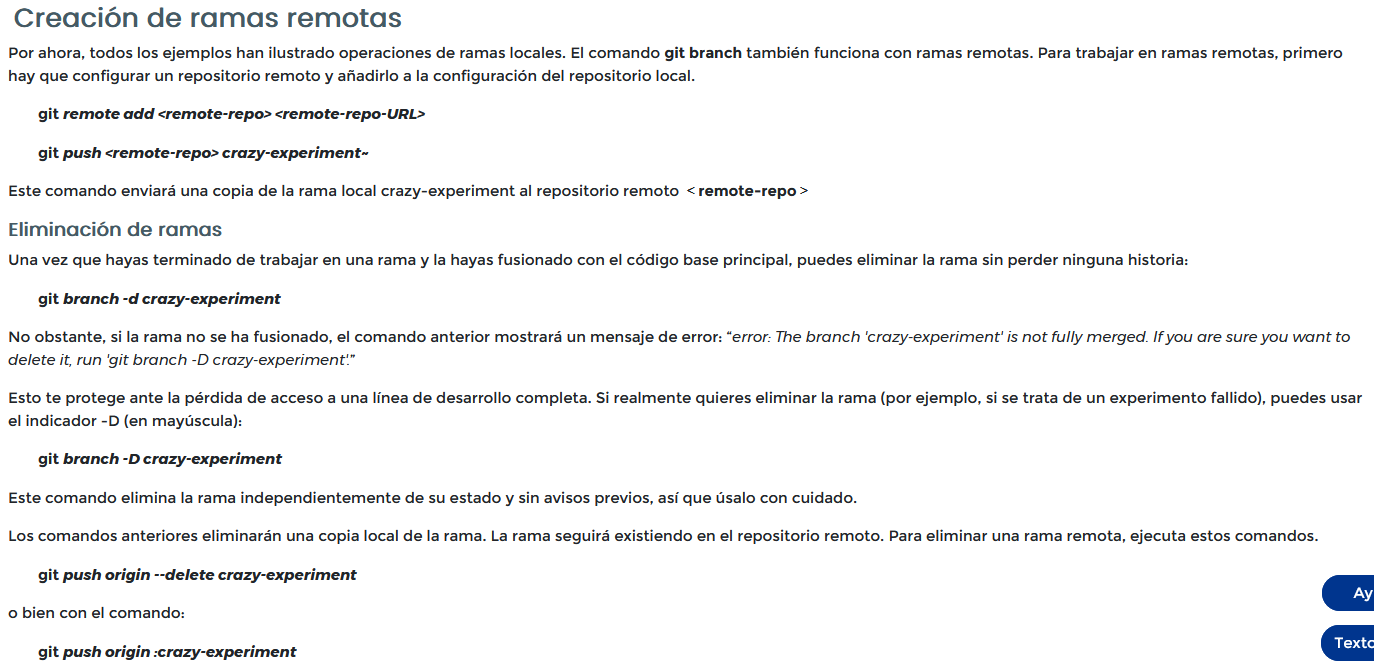 Creación de ramas remotas
Por ahora, todos los ejemplos han ilustrado operaciones de ramas locales. El comando git branch también funciona con ramas remotas. Para trabajar en ramas remotas, primero
hay que configurar un repositorio remoto y añadirlo a la configuración del repositorio local.
git remote add <remote-repo> <remote-repo-URL>
git push <remote-repo> crazy-experiment~
Este comando enviará una copia de la rama local crazy-experiment al repositorio remoto < remote-repo >
Eliminación de ramas
Una vez que hayas terminado de trabajar en una rama y la hayas fusionado con el código base principal, puedes eliminar la rama sin perder ninguna historia:
git branch -d crazy-experiment
No obstante, si la rama no se ha fusionado, el comando anterior mostrará un mensaje de error: “error: The branch 'crazy-experiment' is not fully merged. If you are sure you want to
delete it, run 'git branch -D crazy-experiment'.”
Esto te protege ante la pérdida de acceso a una línea de desarrollo completa. Si realmente quieres eliminar la rama (por ejemplo, si se trata de un experimento fallido), puedes usar
el indicador -D (en mayúscula):
git branch -D crazy-experiment
Este comando elimina la rama independientemente de su estado y sin avisos previos, así que úsalo con cuidado.
Los comandos anteriores eliminarán una copia local de la rama. La rama seguirá existiendo en el repositorio remoto. Para eliminar una rama remota, ejecuta estos comandos.
git push origin --delete crazy-experiment
Ay
o bien con el comando:
Texto
git push origin :crazy-experiment